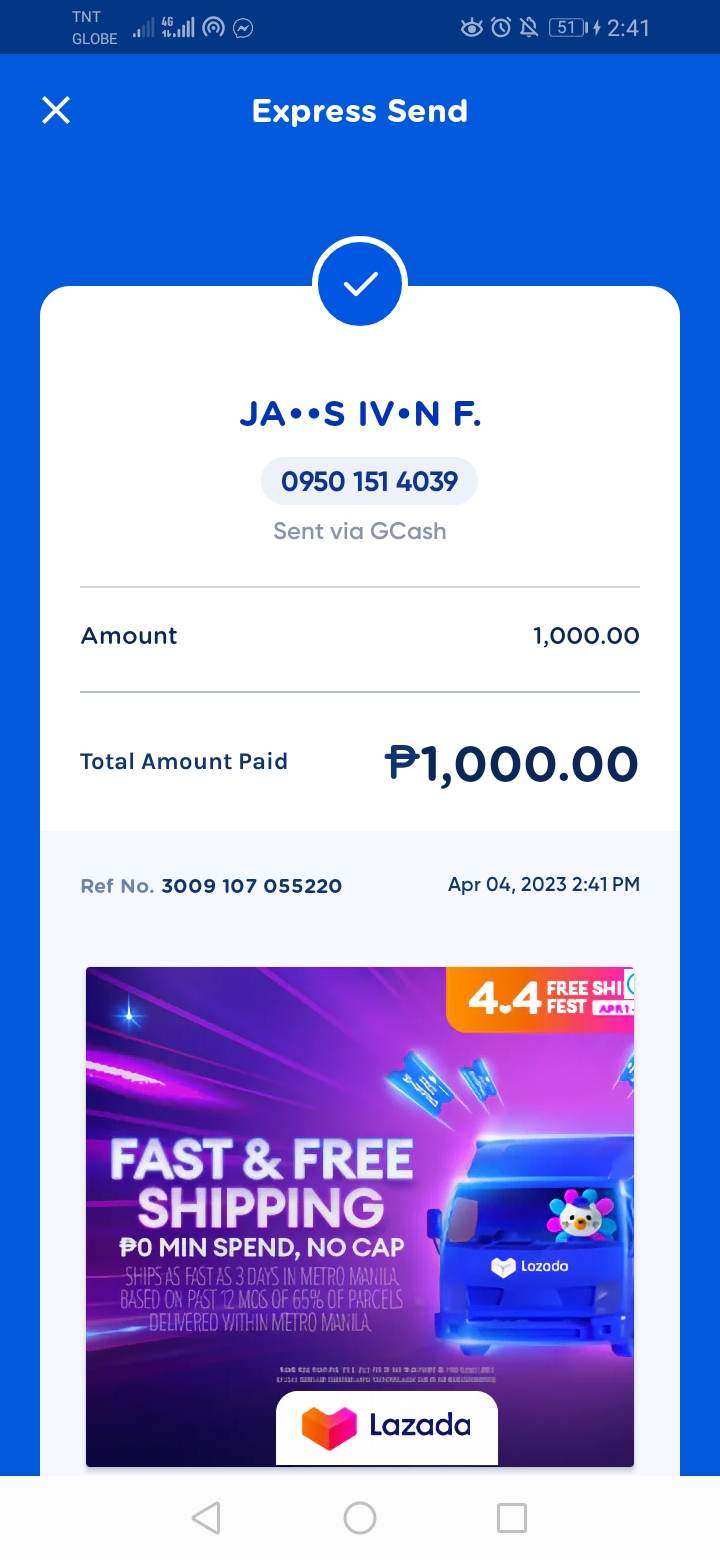 TNT
GLOBE
4G
51
2:41
Express Send
JA••S IV•N F.
0950 151 4039
Sent via GCash
Amount 1,000.00
Total Amount Paid ₱1,000.00
Ref No. 3009 107 055220 Apr 04, 2023 2:41 PM
4.4 FREE SHI
FEST APR 1
FAST & FREE
SHIPPING
₱0 MIN SPEND, NO CAP
SHIPS AS FAST AS 3 DAYS IN METRO MANILA.
BASED ON PAST 12 MOS OF 65% OF PARCELS
DELIVERED WITHIN METRO MANILA.
Lazada
Lazada